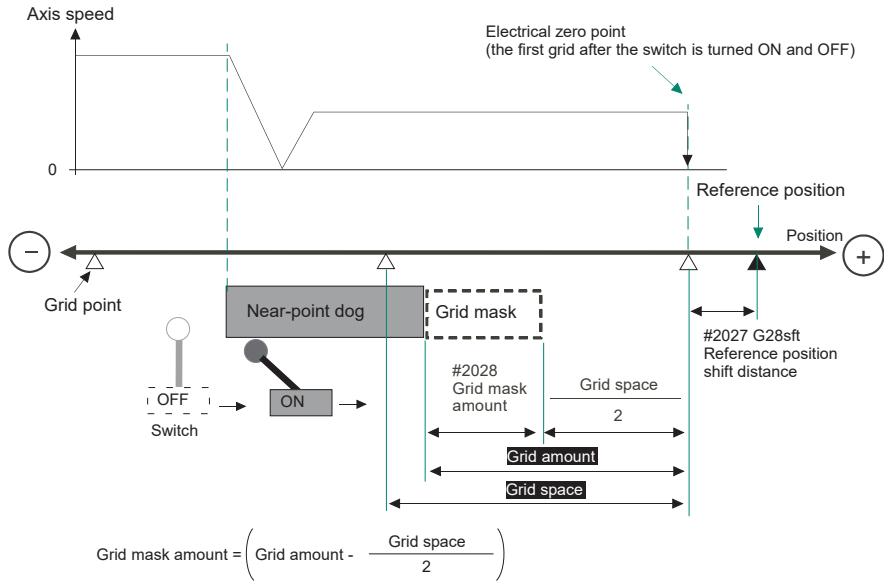 Axis speed
Electrical zero point
(the first grid after the switch is turned ON and OFF)
0
Reference position
Position
−
+
Grid point
Near-point dog
Grid mask
#2027 G28sft
Reference position
shift distance
#2028
Grid mask
amount
Grid space
2
OFF
ON
Switch
Grid amount
Grid space
Grid mask amount = ( Grid amount - Grid space
2 )